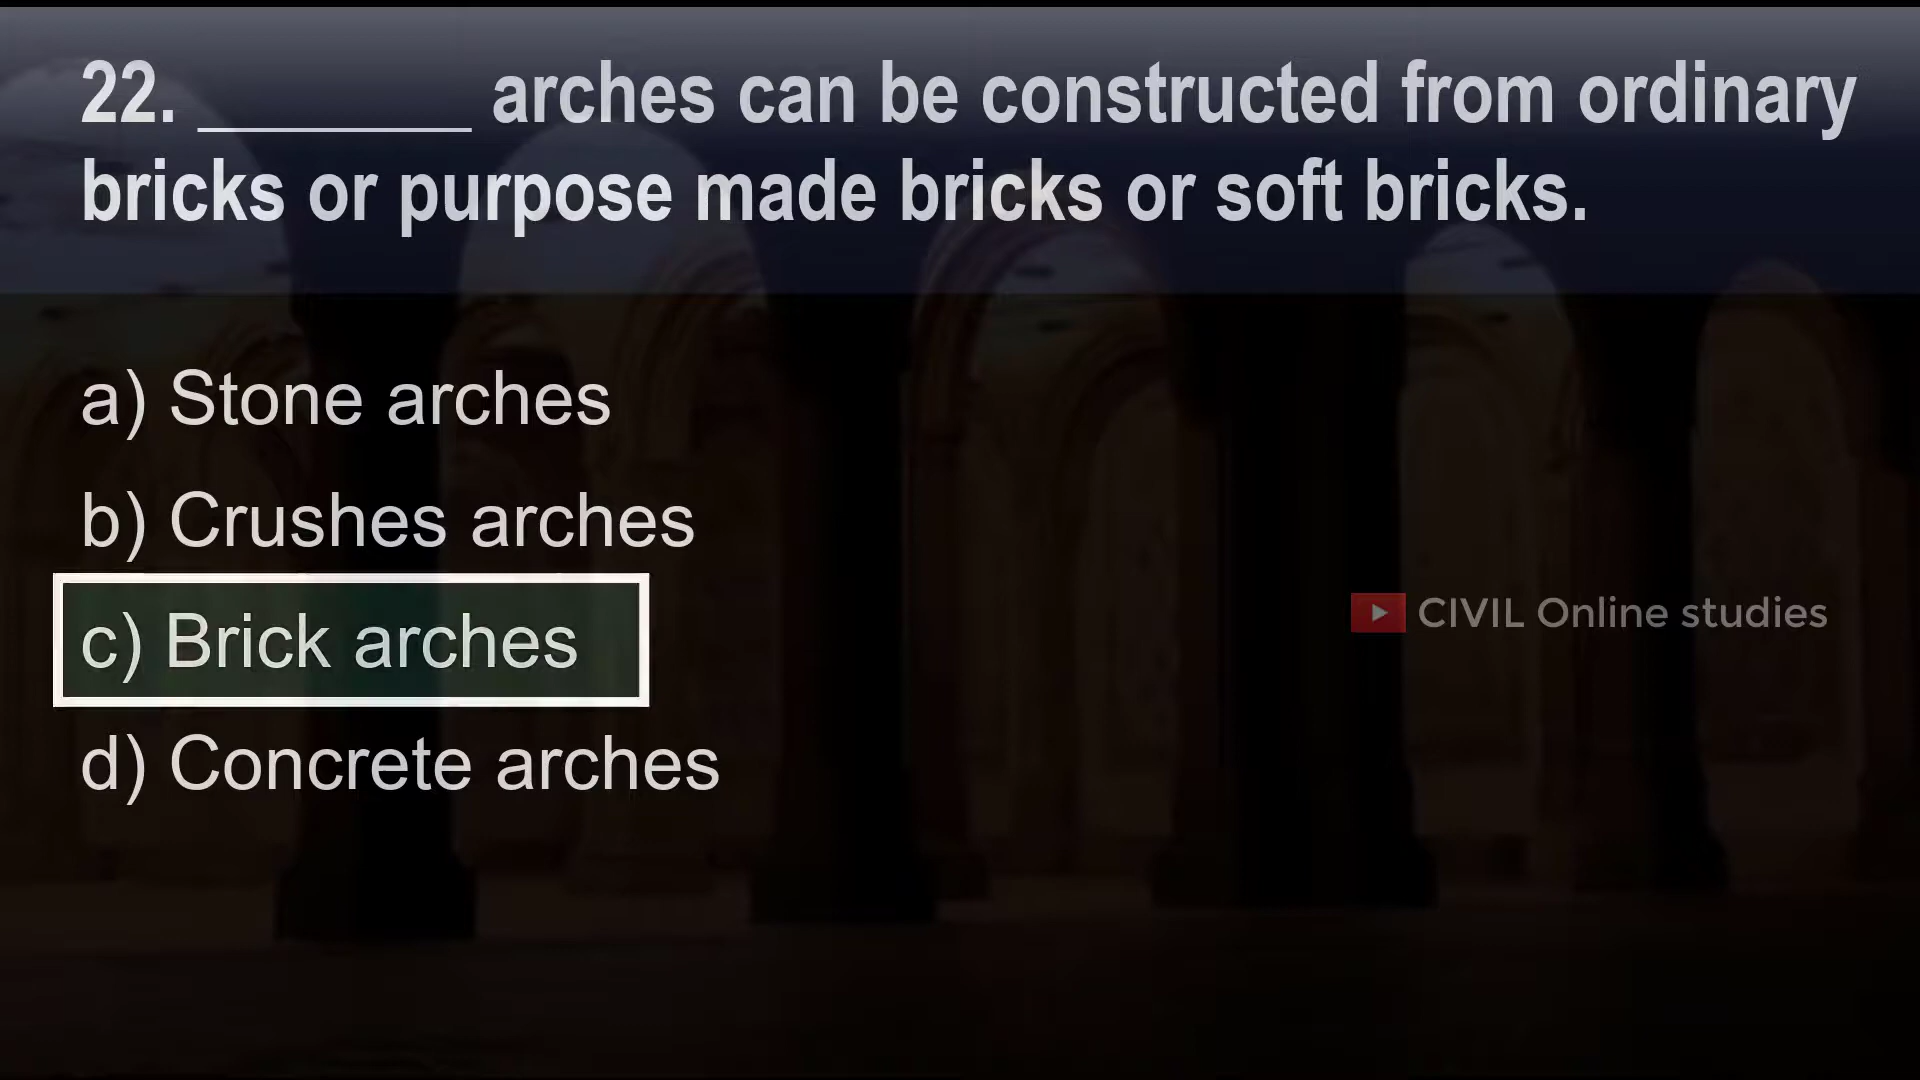 22. ________ arches can be constructed from ordinary
bricks or purpose made bricks or soft bricks.
a) Stone arches
b) Crushes arches
c) Brick arches
CIVIL Online studies
d) Concrete arches